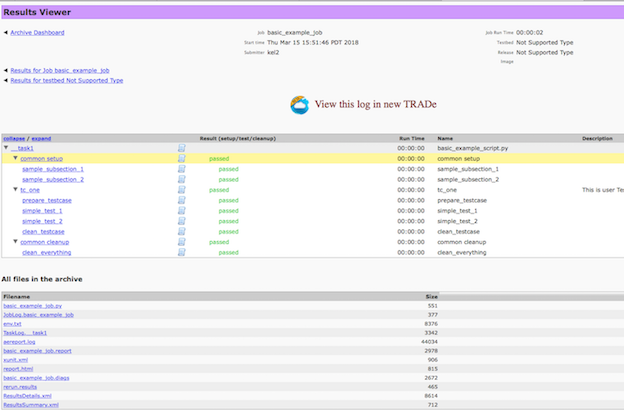 Results Viewer
Archive Dashboard
Job basic_example_job
Job Run Time 00:00:02
Start time Thu Mar 15 15:51:46 PDT 2018
Testbed Not Supported Type
Submitter kel2
Release Not Supported Type
Image
Results for Job basic_example_job
Results for testbed Not Supported Type
View this log in new TRADe
collapse / expand Result (setup/test/cleanup) Run Time Name Description
__task1 00:00:00 basic_example_script.py
common setup passed 00:00:00 common setup
sample_subsection_1 passed 00:00:00 sample_subsection_1
sample_subsection_2 passed 00:00:00 sample_subsection_2
tc_one passed 00:00:00 tc_one This is user Te
prepare_testcase passed 00:00:00 prepare_testcase
simple_test_1 passed 00:00:00 simple_test_1
simple_test_2 passed 00:00:00 simple_test_2
clean_testcase passed 00:00:00 clean_testcase
common cleanup passed 00:00:00 common cleanup
clean_everything passed 00:00:00 clean_everything
All files in the archive
Filename Size
basic_example_job.py 551
JobLog.basic_example_job 377
env.txt 8376
TaskLog.__task1 3342
aereport.log 44034
basic_example_job.report 2978
xunit.xml 906
report.html 815
basic_example_job.diags 2672
rerun.results 465
ResultsDetails.xml 8614
ResultsSummary.xml 712